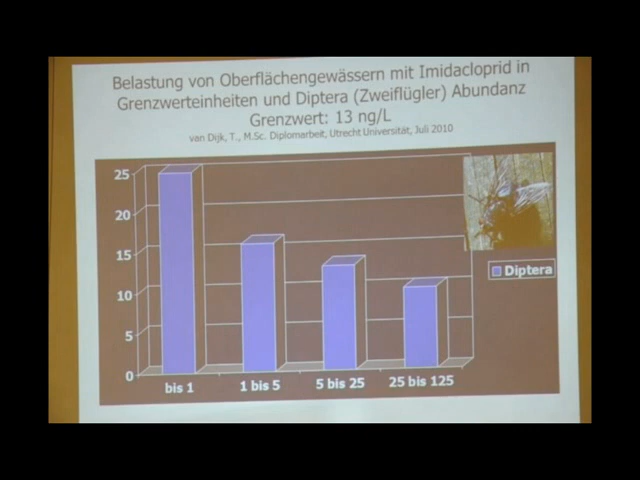 Belastung von Oberflächengewässern mit Imidacloprid in
Grenzwerteinheiten und Diptera (Zweiflügler) Abundanz
Grenzwert: 13 ng/L
van Dijk, T., M.Sc. Diplomarbeit, Utrecht Universität, Juli 2010
25
20
15
10
5
0
bis 1
1 bis 5
5 bis 25
25 bis 125
Diptera